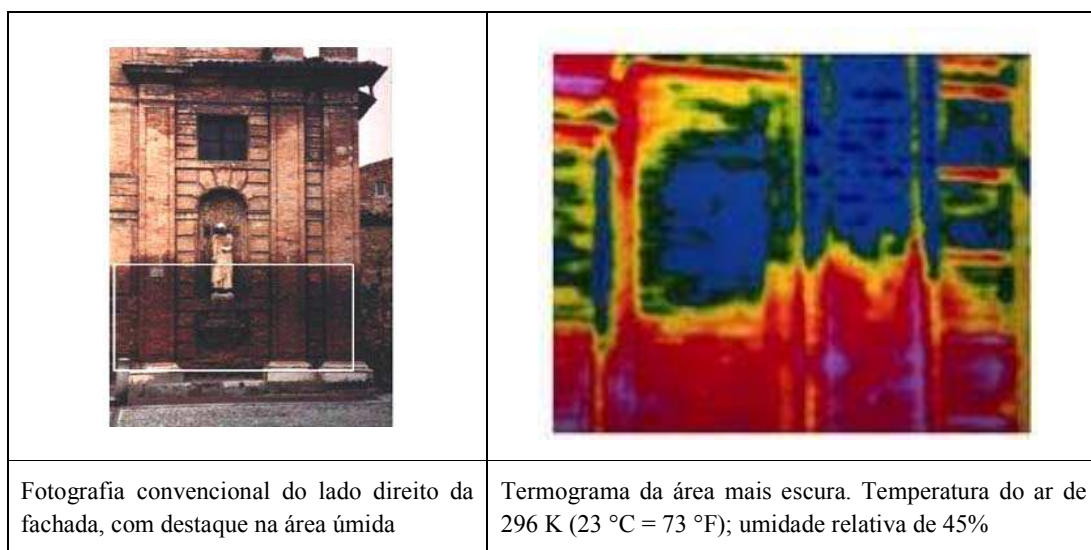 Fotografia convencional do lado direito da
fachada, com destaque na área úmida
Termograma da área mais escura. Temperatura do ar de
296 K (23 °C = 73 °F); umidade relativa de 45%